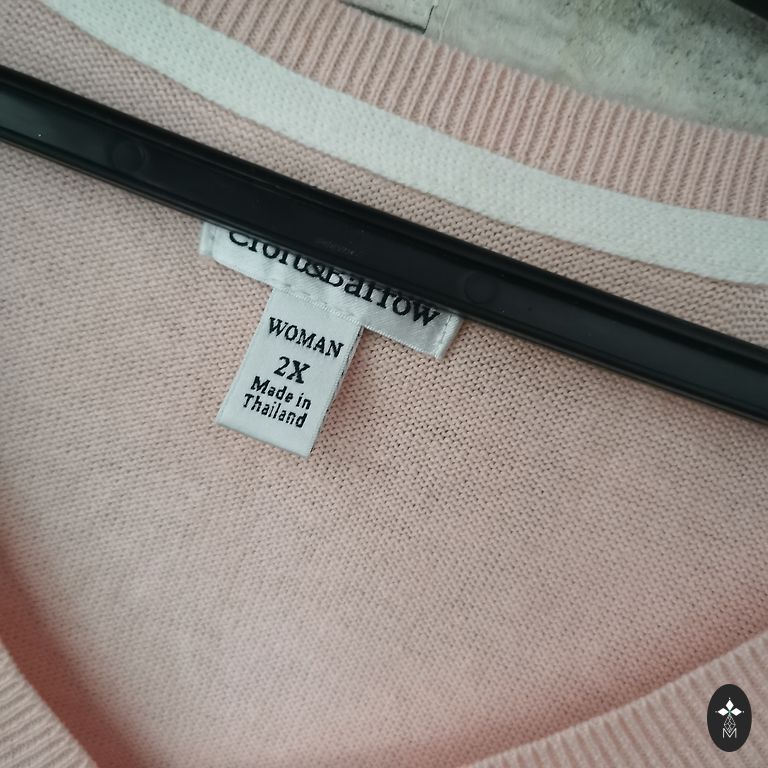 Croft&Barrow
WOMAN
2X
Made in
Thailand
M